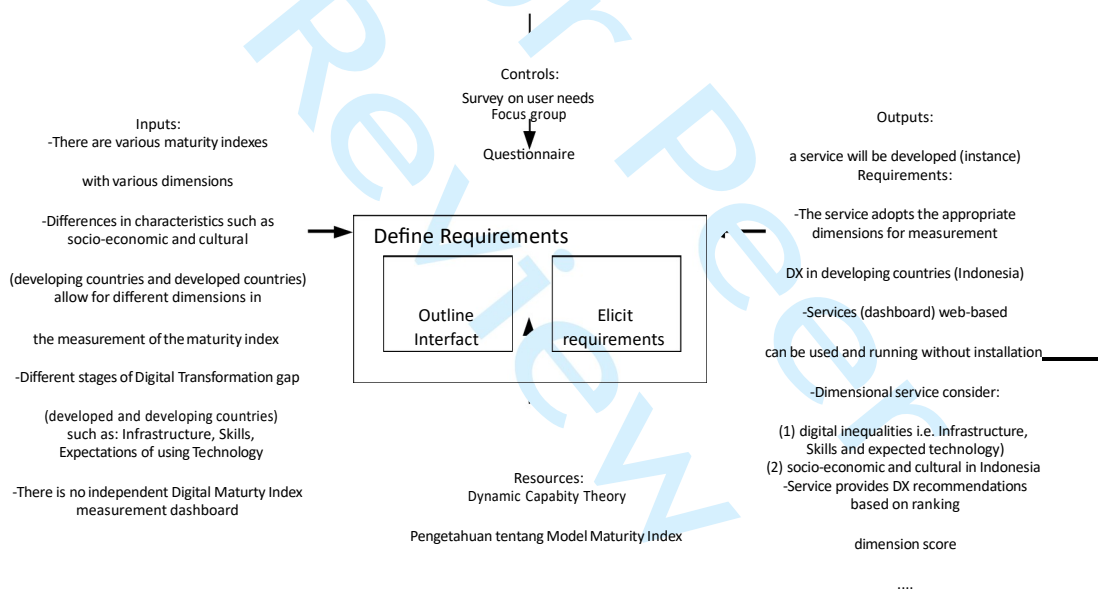 Controls:
Survey on user needs
Focus group
Questionnaire
Inputs:
-There are various maturity indexes
with various dimensions
-Differences in characteristics such as
socio-economic and cultural
(developing countries and developed countries)
allow for different dimensions in
the measurement of the maturity index
-Different stages of Digital Transformation gap
(developed and developing countries)
such as: Infrastructure, Skills,
Expectations of using Technology
-There is no independent Digital Maturty Index
measurement dashboard
Define Requirements
Outline
Interfact
Elicit
requirements
Resources:
Dynamic Capabity Theory
Pengetahuan tentang Model Maturity Index
Outputs:
a service will be developed (instance)
Requirements:
-The service adopts the appropriate
dimensions for measurement
DX in developing countries (Indonesia)
-Services (dashboard) web-based
can be used and running without installation
-Dimensional service consider:
(1) digital inequalities i.e. Infrastructure,
Skills and expected technology)
(2) socio-economic and cultural in Indonesia
-Service provides DX recommendations
based on ranking
dimension score
....
Peer
Review